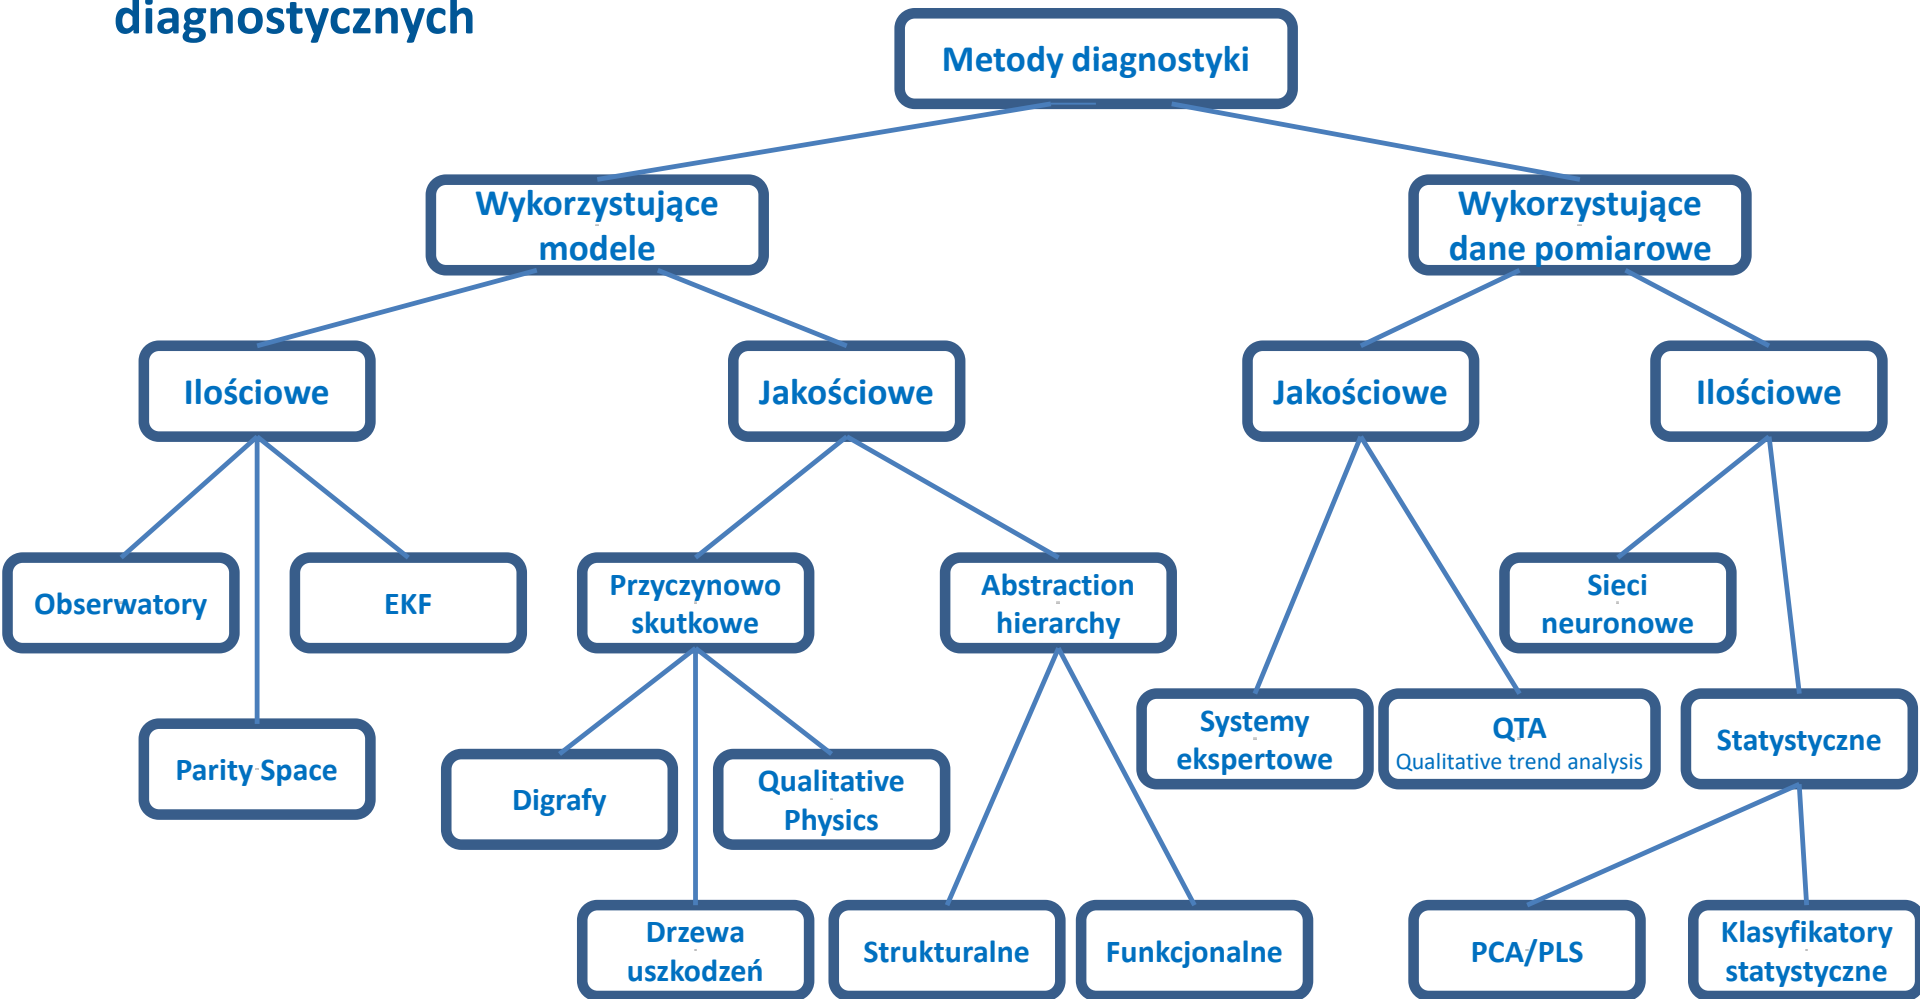 diagnostycznych
Metody diagnostyki
Wykorzystujące
modele
Wykorzystujące
dane pomiarowe
Ilościowe
Jakościowe
Jakościowe
Ilościowe
Obserwatory
EKF
Przyczynowo
skutkowe
Abstraction
hierarchy
Sieci
neuronowe
Parity Space
Digrafy
Qualitative
Physics
Systemy
ekspertowe
QTA
Qualitative trend analysis
Statystyczne
Drzewa
uszkodzeń
Strukturalne
Funkcjonalne
PCA/PLS
Klasyfikatory
statystyczne